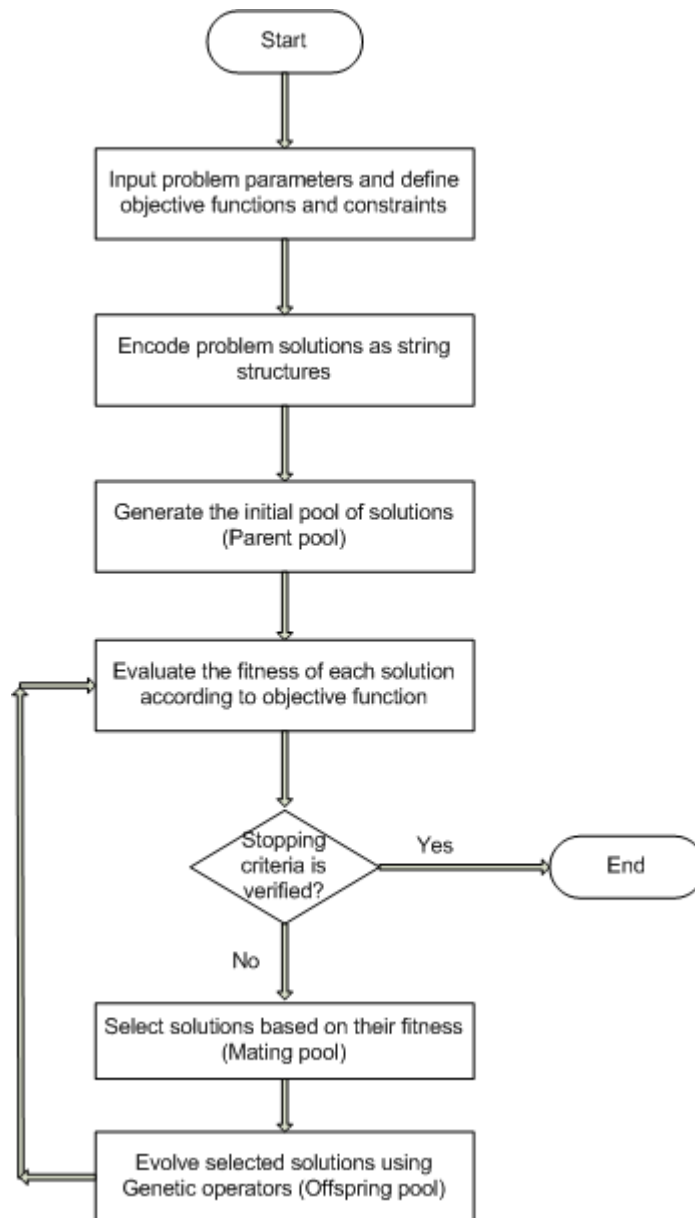 Start
Input problem parameters and define
objective functions and constraints
Encode problem solutions as string
structures
Generate the initial pool of solutions
(Parent pool)
Evaluate the fitness of each solution
according to objective function
Stopping
criteria is
verified?
Yes
End
No
Select solutions based on their fitness
(Mating pool)
Evolve selected solutions using
Genetic operators (Offspring pool)